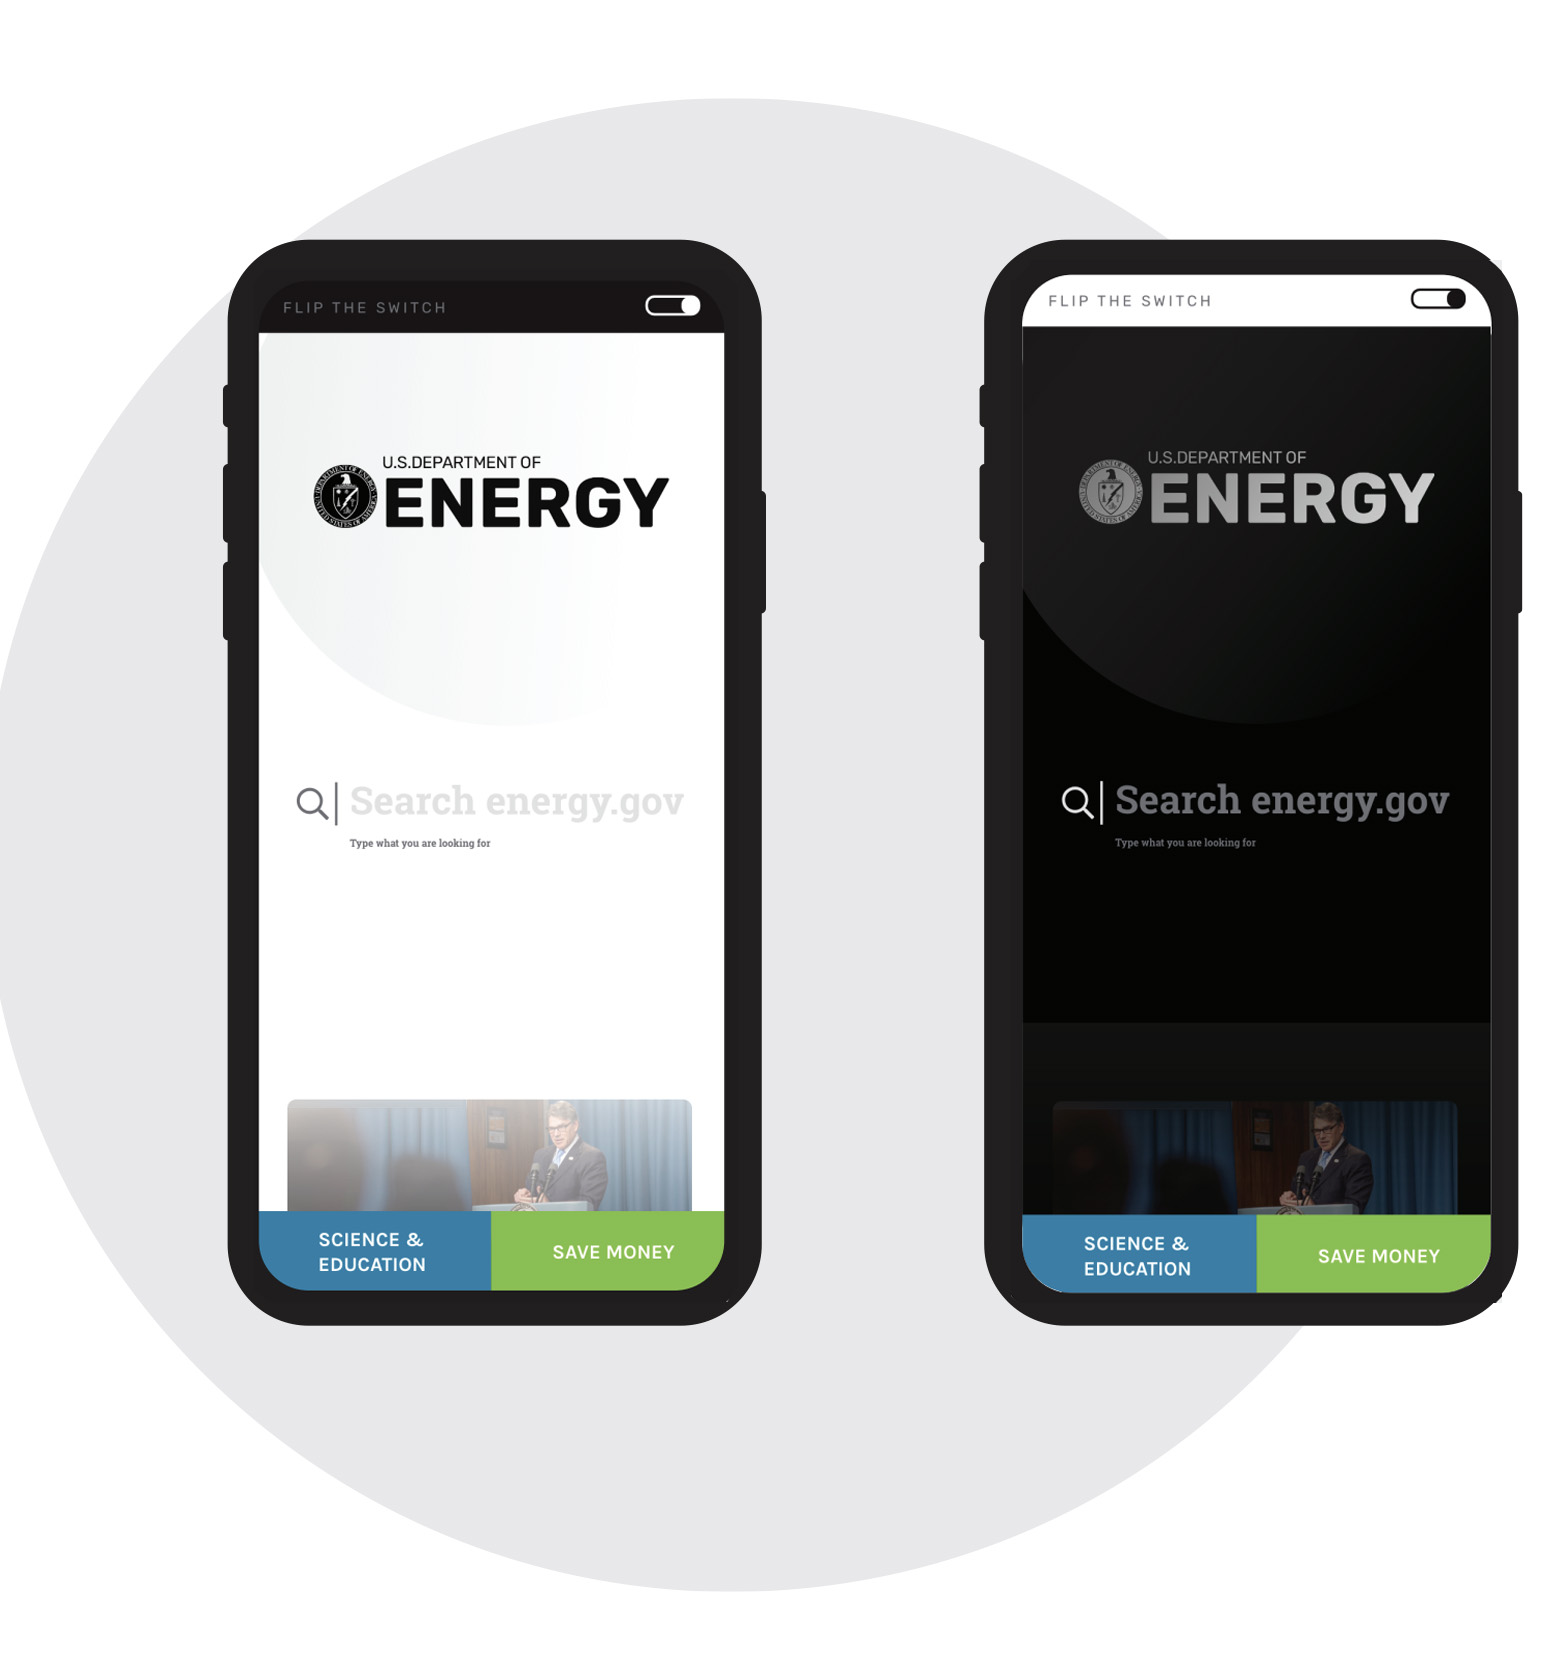 FLIP THE SWITCH
U.S.DEPARTMENT OF
ENERGY
Search energy.gov
Type what you are looking for
SCIENCE &
EDUCATION
SAVE MONEY
FLIP THE SWITCH
U.S.DEPARTMENT OF
ENERGY
Search energy.gov
Type what you are looking for
SCIENCE &
EDUCATION
SAVE MONEY